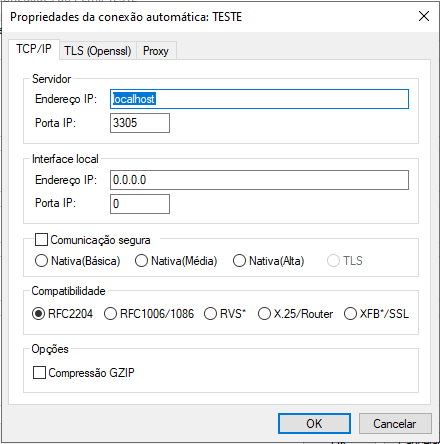 Propriedades da conexão automática: TESTE
TCP/IP TLS (Openssl) Proxy
Servidor
Endereço IP: localhost
Porta IP: 3305
Interface local
Endereço IP: 0.0.0.0
Porta IP: 0
Comunicação segura
Nativa(Básica) Nativa(Média) Nativa(Alta) TLS
Compatibilidade
RFC2204 RFC1006/1086 RVS* X.25/Router XFB*/SSL
Opções
Compressão GZIP
OK Cancelar